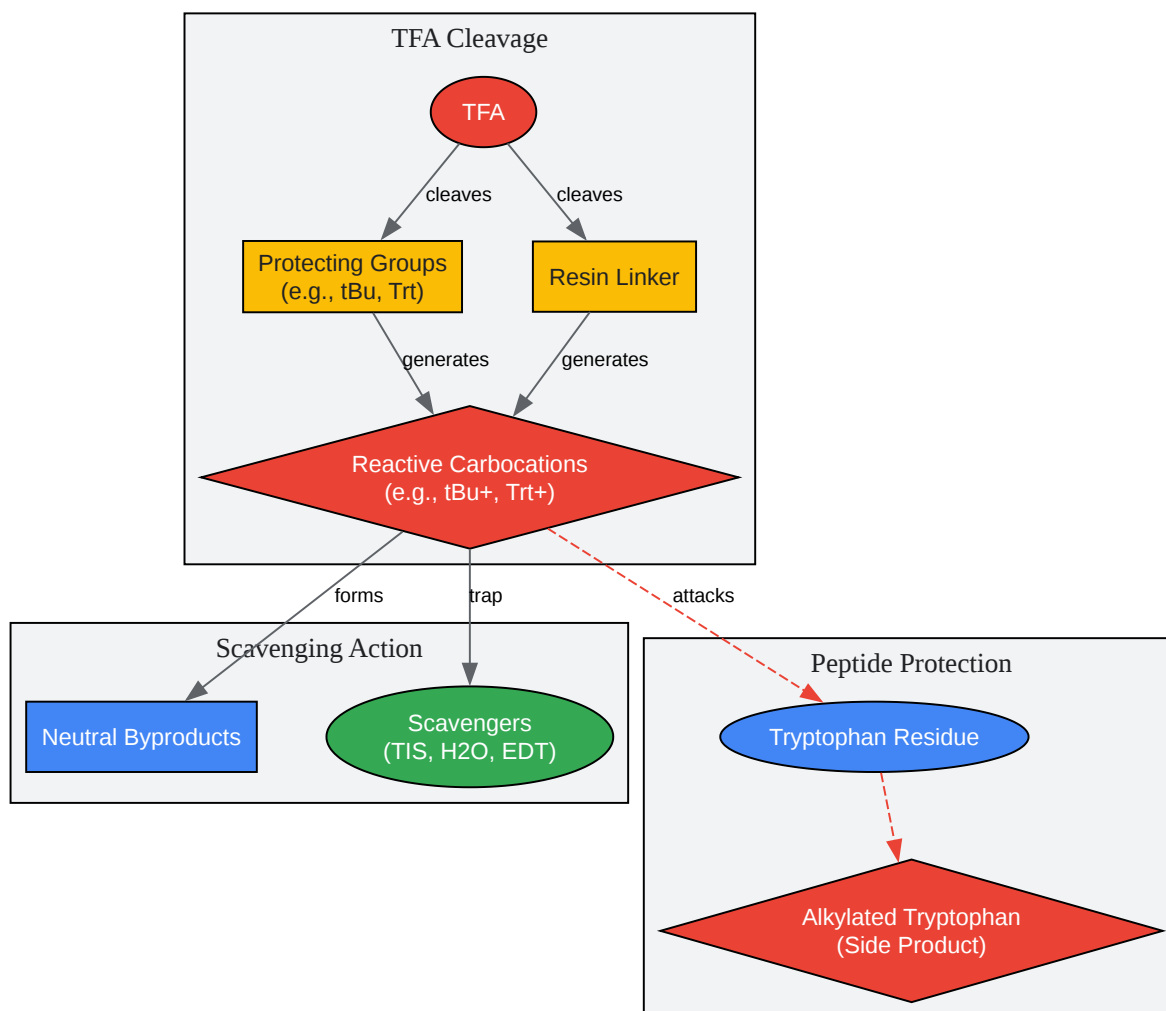 TFA Cleavage
TFA
cleaves
cleaves
Protecting Groups
(e.g., tBu, Trt)
Resin Linker
generates
generates
Reactive Carbocations
(e.g., tBu+, Trt+)
forms
trap
attacks
Scavenging Action
Peptide Protection
Neutral Byproducts
Scavengers
(TIS, H2O, EDT)
Tryptophan Residue
Alkylated Tryptophan
(Side Product)